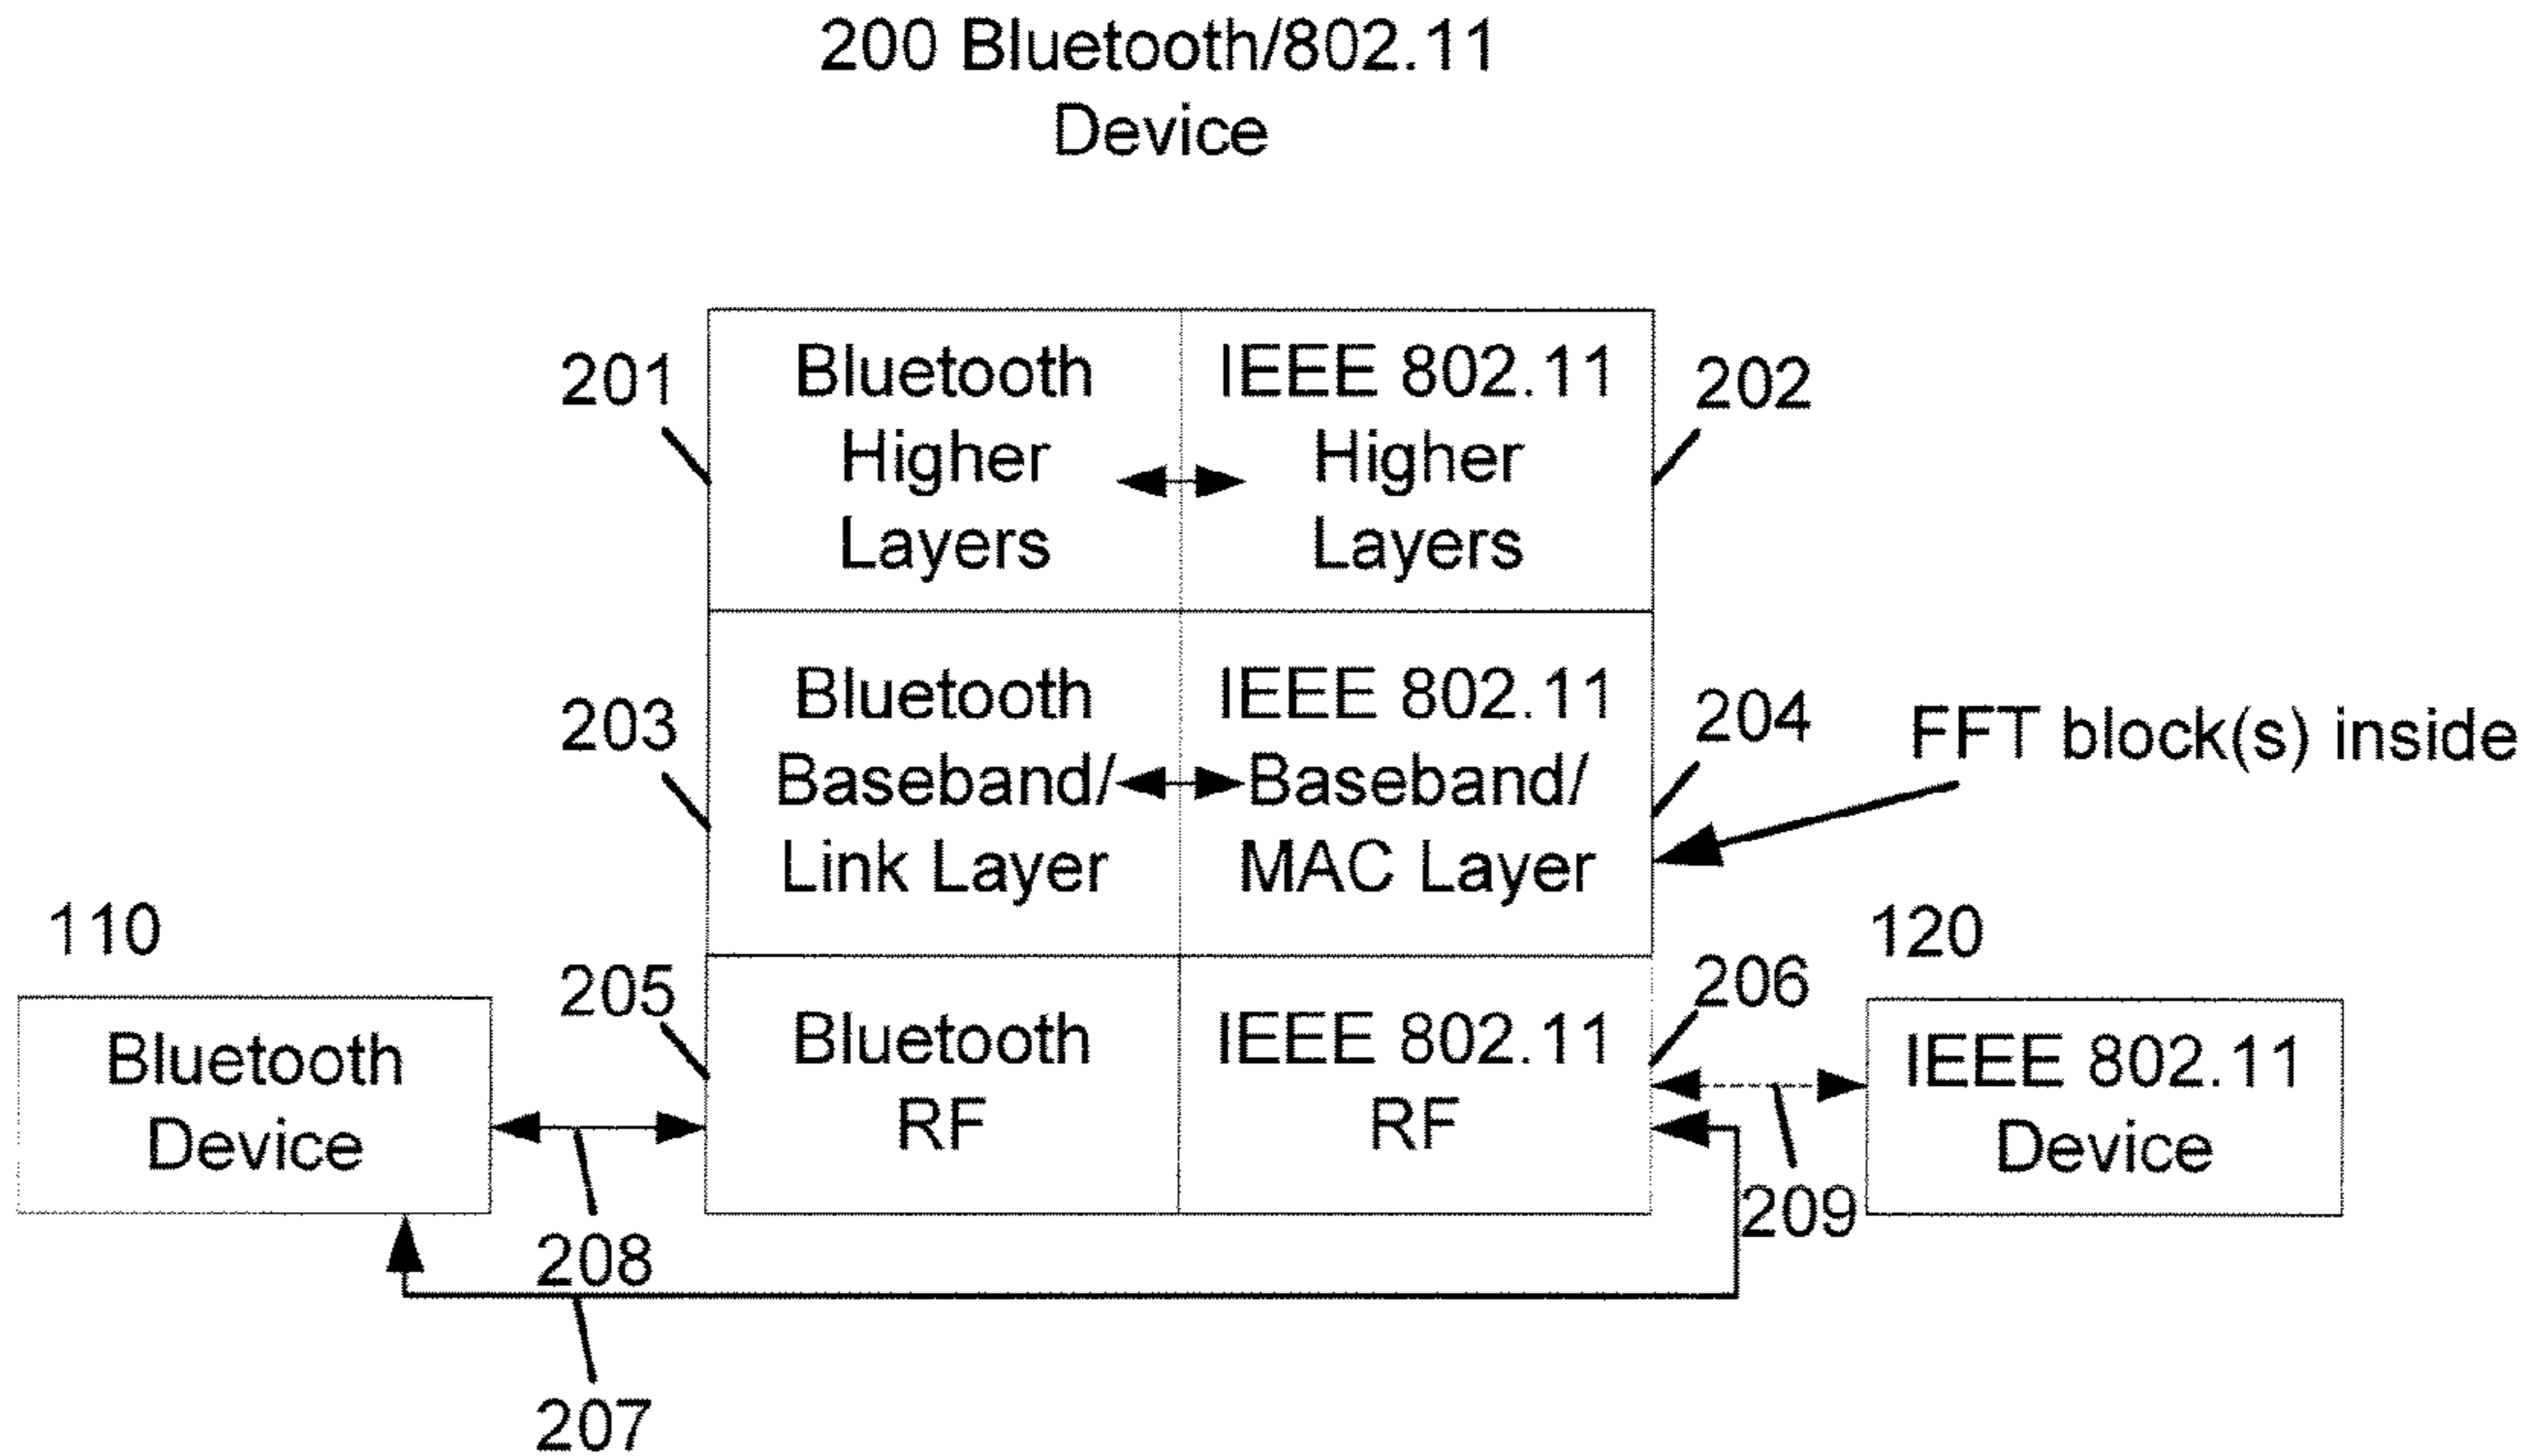 200 Bluetooth/802.11
Device
201
Bluetooth
Higher
Layers
IEEE 802.11
Higher
Layers
202
203
Bluetooth
Baseband/
Link Layer
IEEE 802.11
Baseband/
MAC Layer
204
FFT block(s) inside
110
Bluetooth
Device
205
Bluetooth
RF
IEEE 802.11
RF
206
120
IEEE 802.11
Device
208
209
207